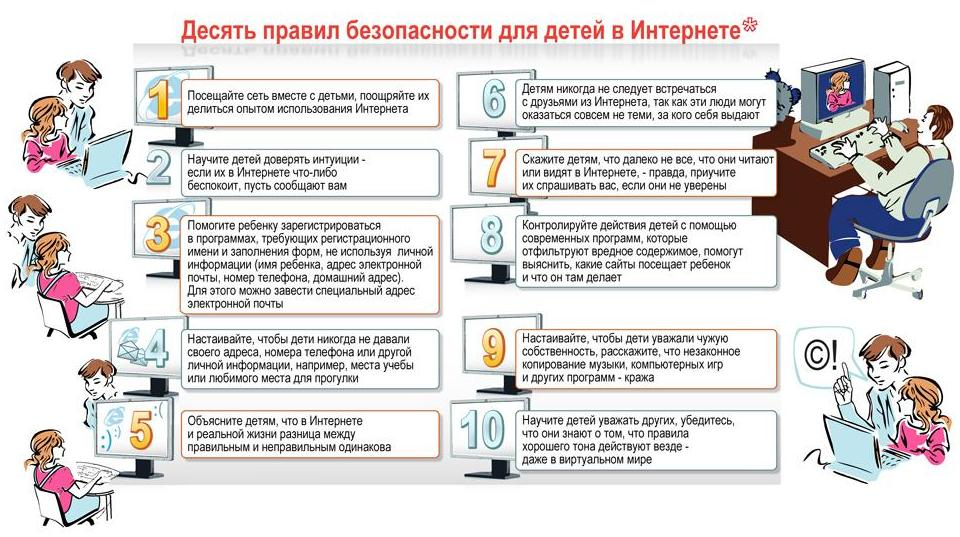 Десять правил безопасности для детей в Интернете*
1
Посещайте сеть вместе с детьми, поощряйте их
делиться опытом использования Интернета
2
Научите детей доверять интуиции -
если их в Интернете что-либо
беспокоит, пусть сообщают вам
3
Помогите ребенку зарегистрироваться
в программах, требующих регистрационного
имени и заполнения форм, не используя личной
информации (имя ребенка, адрес электронной
почты, номер телефона, домашний адрес).
Для этого можно завести специальный адрес
электронной почты
4
Настаивайте, чтобы дети никогда не давали
своего адреса, номера телефона или другой
личной информации, например, места учебы
или любимого места для прогулки
5
Объясните детям, что в Интернете
и реальной жизни разница между
правильным и неправильным одинакова
6
Детям никогда не следует встречаться
с друзьями из Интернета, так как эти люди могут
оказаться совсем не теми, за кого себя выдают
7
Скажите детям, что далеко не все, что они читают
или видят в Интернете, - правда, приучите
их спрашивать вас, если они не уверены
8
Контролируйте действия детей с помощью
современных программ, которые
отфильтруют вредное содержимое, помогут
выяснить, какие сайты посещает ребенок
и что он там делает
9
Настаивайте, чтобы дети уважали чужую
собственность, расскажите, что незаконное
копирование музыки, компьютерных игр
и других программ - кража
10
Научите детей уважать других, убедитесь,
что они знают о том, что правила
хорошего тона действуют везде -
даже в виртуальном мире
©!